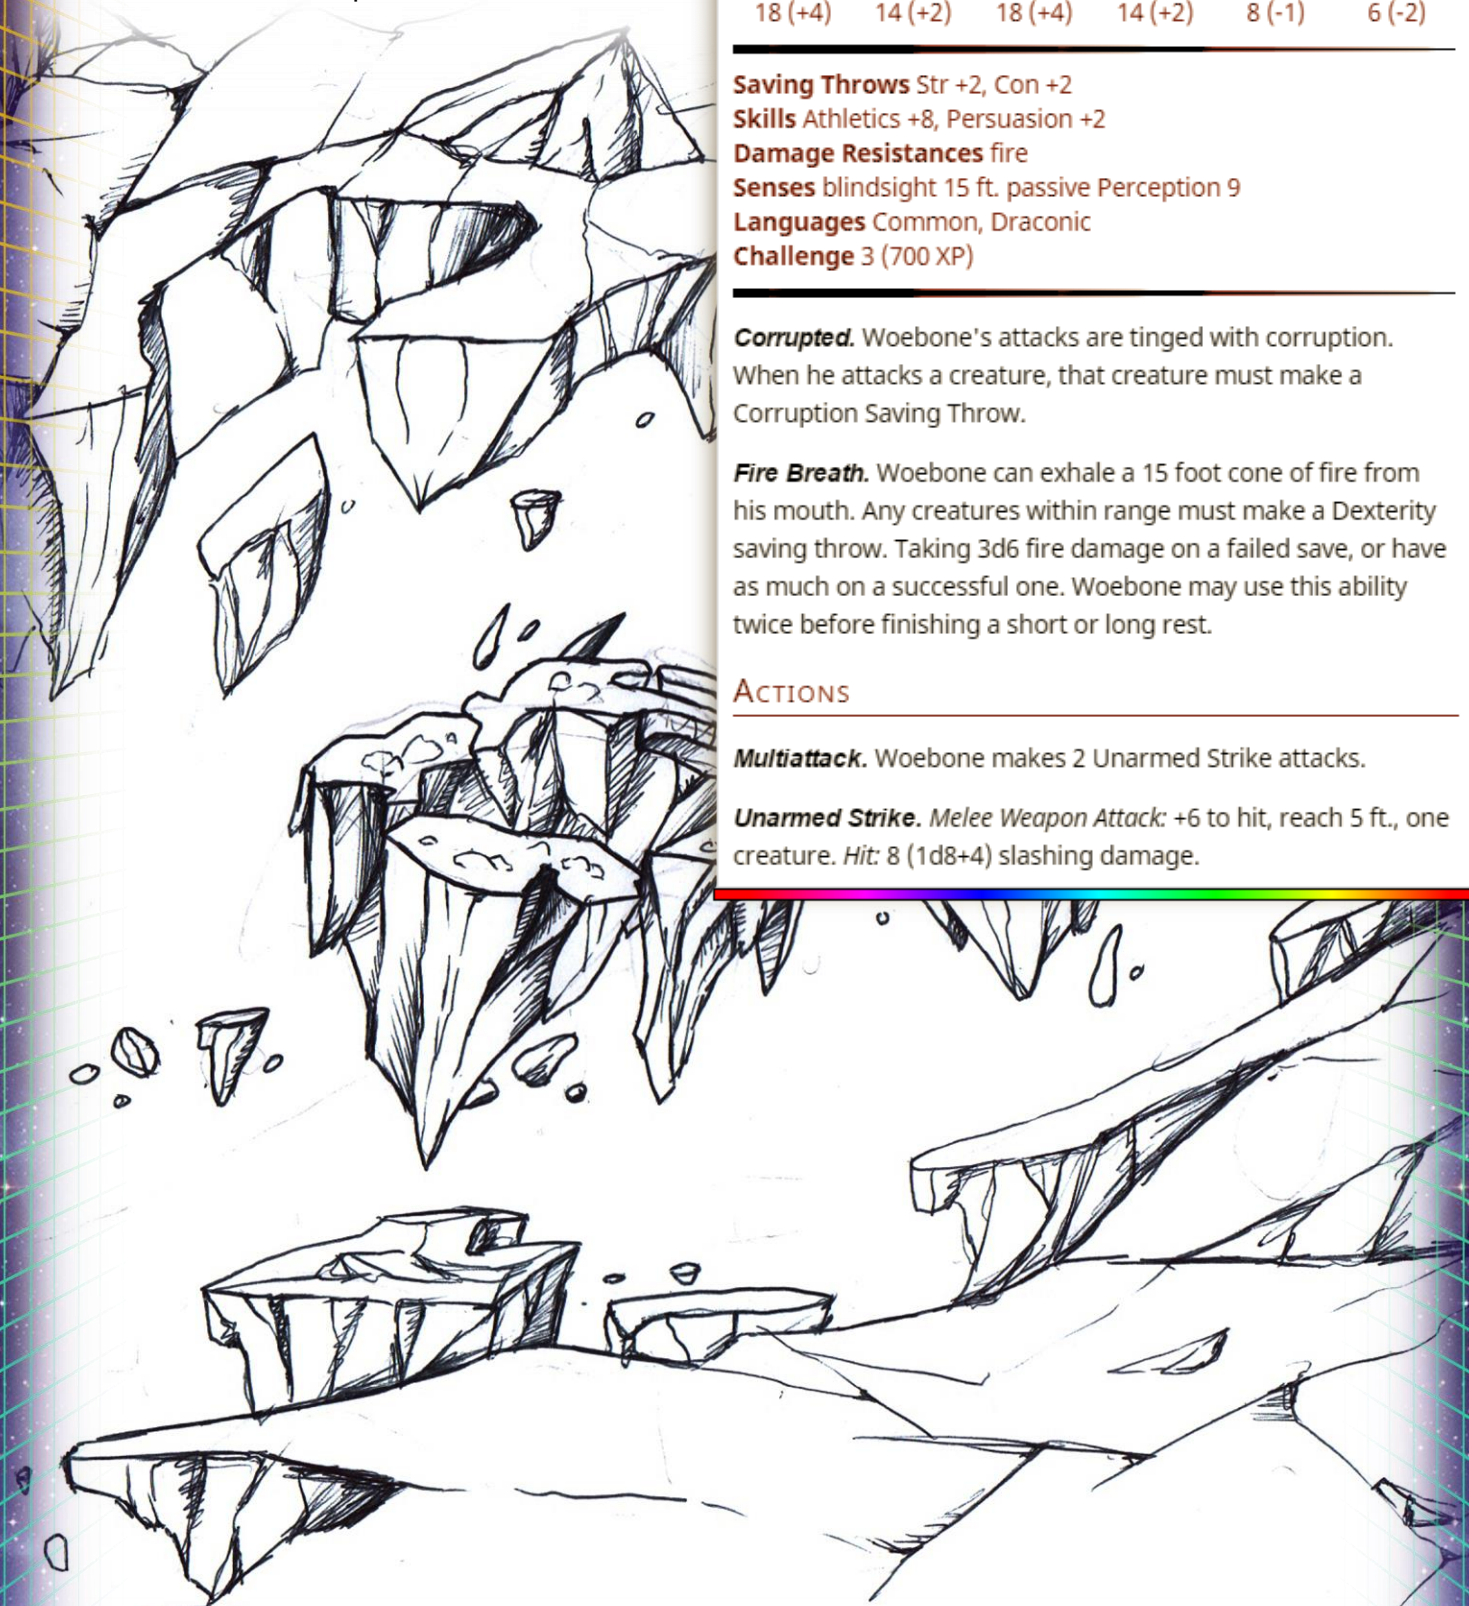 18 (+4) 14 (+2) 18 (+4) 14 (+2) 8 (-1) 6 (-2)
Saving Throws Str +2, Con +2
Skills Athletics +8, Persuasion +2
Damage Resistances fire
Senses blindsight 15 ft. passive Perception 9
Languages Common, Draconic
Challenge 3 (700 XP)
Corrupted. Woebone's attacks are tinged with corruption.
When he attacks a creature, that creature must make a
Corruption Saving Throw.
Fire Breath. Woebone can exhale a 15 foot cone of fire from
his mouth. Any creatures within range must make a Dexterity
saving throw. Taking 3d6 fire damage on a failed save, or have
as much on a successful one. Woebone may use this ability
twice before finishing a short or long rest.
Actions
Multiattack. Woebone makes 2 Unarmed Strike attacks.
Unarmed Strike. Melee Weapon Attack: +6 to hit, reach 5 ft., one
creature. Hit: 8 (1d8+4) slashing damage.